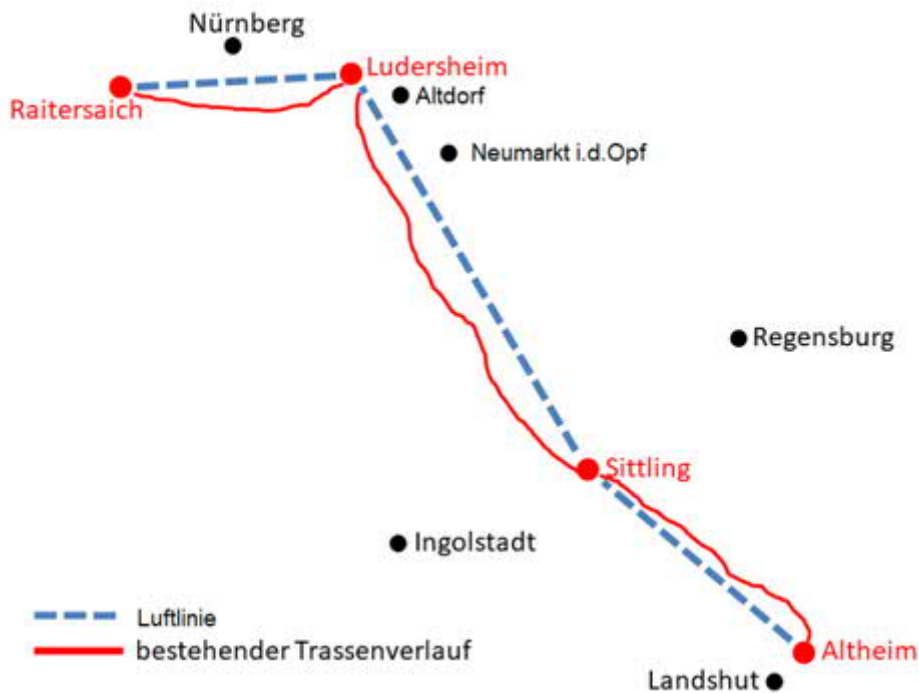 Nürnberg
Ludersheim
Raitersaich
Altdorf
Neumarkt i.d.Opf
Regensburg
Sittling
Ingolstadt
Luftlinie
bestehender Trassenverlauf
Altheim
Landshut